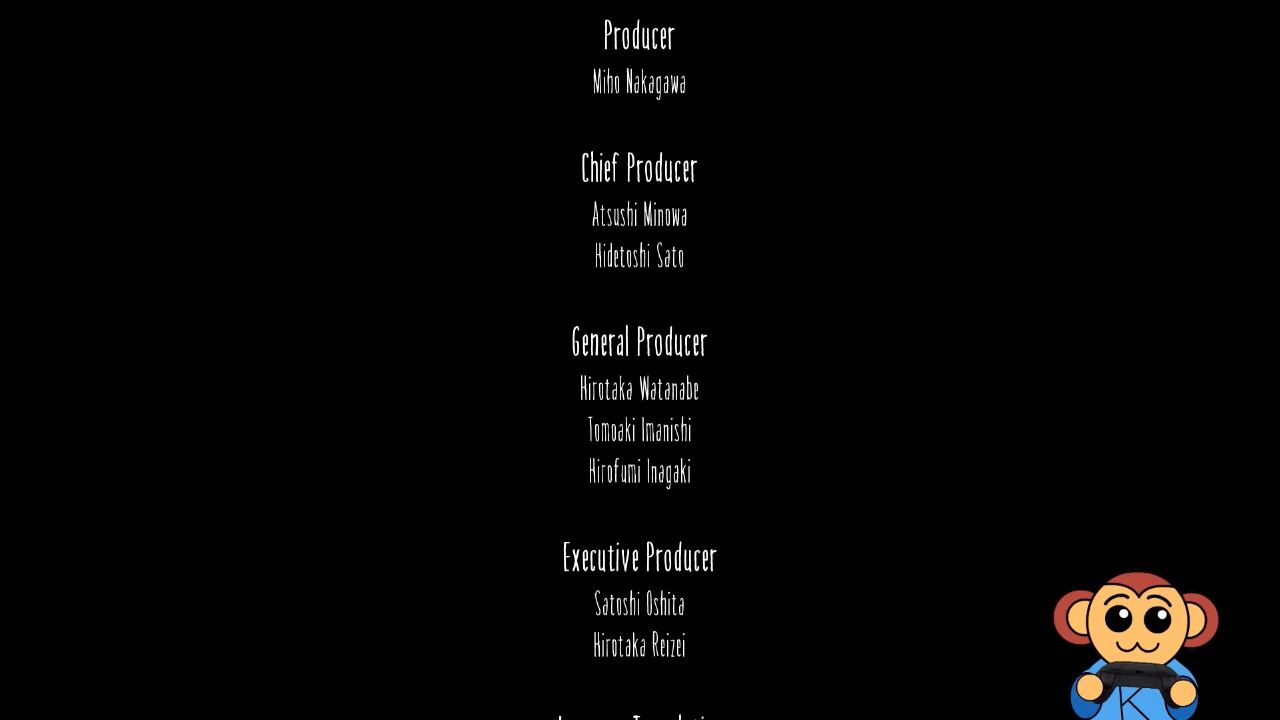 Producer
Miho Nakagawa
Chief Producer
Atsushi Minowa
Hidetoshi Sato
General Producer
Hirotaka Watanabe
Tomoaki Imanishi
Hirofumi Inagaki
Executive Producer
Satoshi Oshita
Hirotaka Reizei